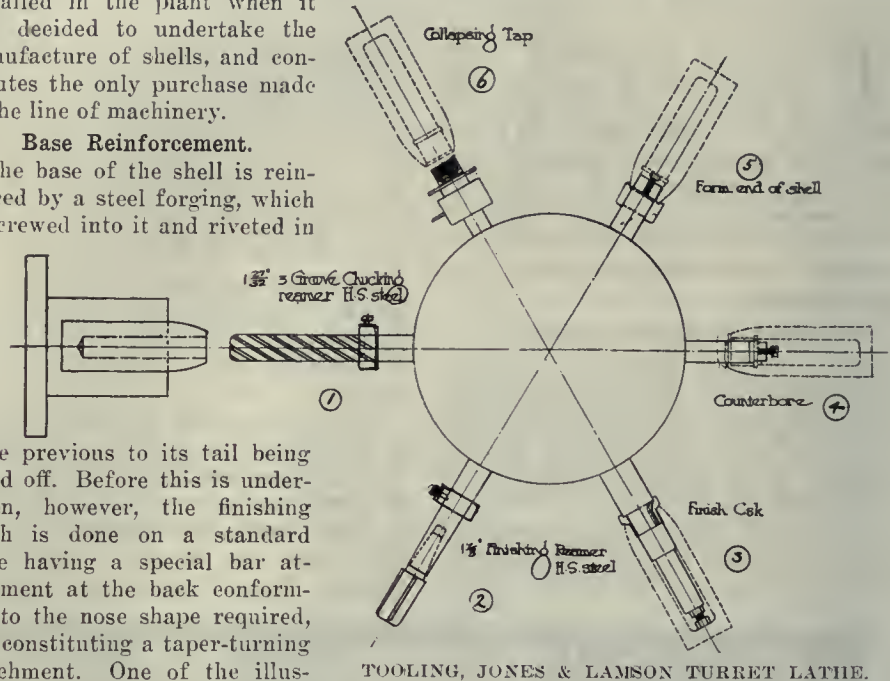 alled in the plant when it
decided to undertake the
nufacture of shells, and con-
utes the only purchase made
he line of machinery.
Base Reinforcement.
he base of the shell is rein-
ced by a steel forging, which
crewed into it and riveted in
e previous to its tail being
d off. Before this is under-
n, however, the finishing
h is done on a standard
e having a special bar at-
ment at the back conform-
to the nose shape required,
constituting a taper-turning
chment. One of the illus-
Collapsing Tap
6
5
Form end of shell
1 27/32" 3 Groove Chucking
reamer H.S. steel
1
Counterbore 4
Finish Csk
3
Finishing Reamer
H.S. steel
2
TOOLING, JONES & LAMSON TURRET LATHE.